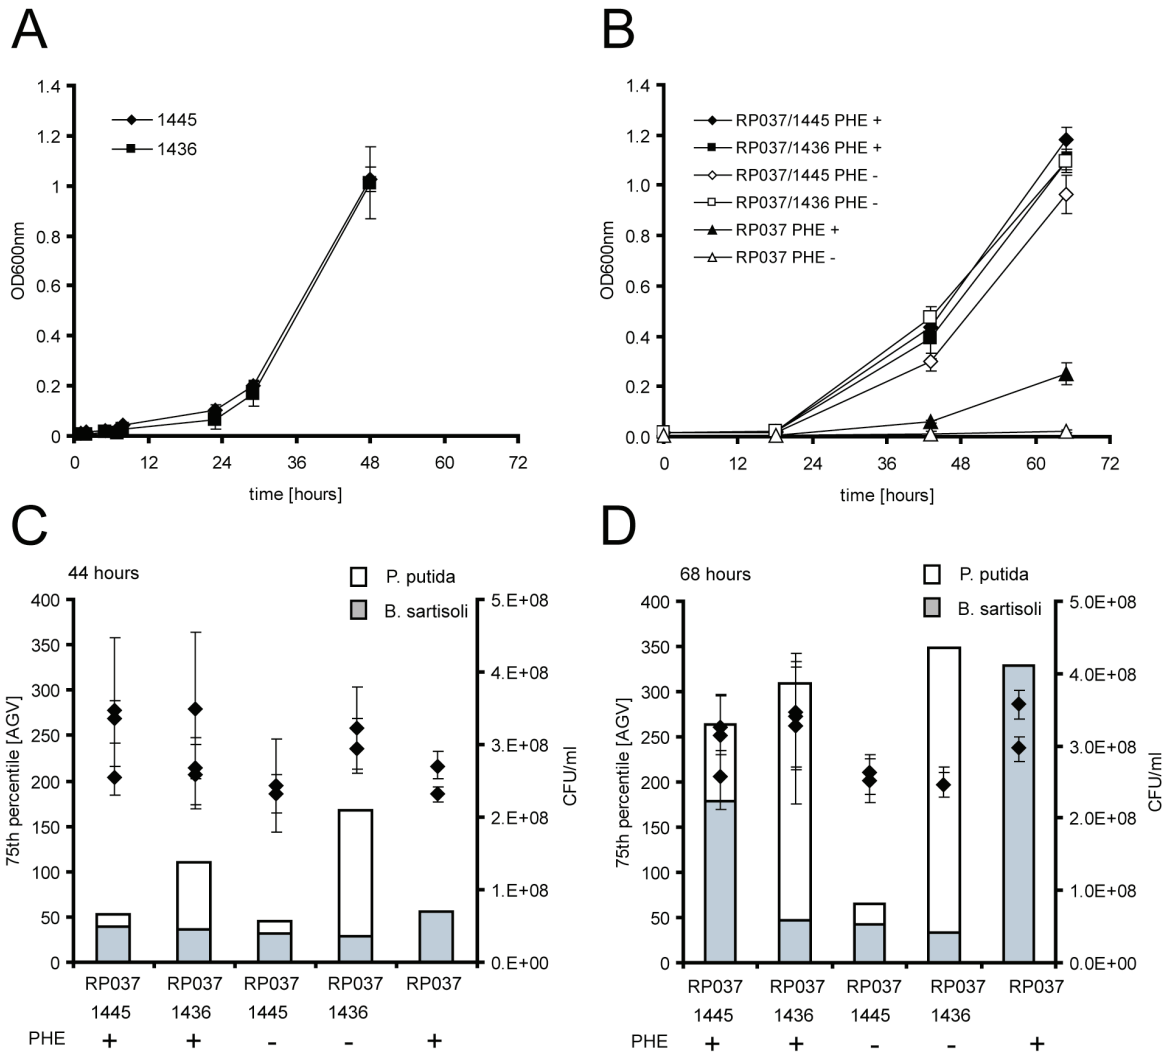 A
1.4
1.2
1
0.8
0.6
0.4
0.2
0
OD600nm
1445
1436
0 12 24 36 48 60 72
time [hours]
B
1.4
1.2
1.0
0.8
0.6
0.4
0.2
0.0
OD600nm
RP037/1445 PHE +
RP037/1436 PHE +
RP037/1445 PHE -
RP037/1436 PHE -
RP037 PHE +
RP037 PHE -
0 12 24 36 48 60 72
time [hours]
C
44 hours
P. putida
B. sartisoli
400
350
300
250
200
150
100
50
0
75th percentile [AGV]
5.E+08
4.E+08
3.E+08
2.E+08
1.E+08
0.E+00
CFU/ml
RP037 RP037 RP037 RP037 RP037
1445 1436 1445 1436
PHE + + - - +
D
68 hours
P. putida
B. sartisoli
400
350
300
250
200
150
100
50
0
75th percentile [AGV]
5.0E+08
4.0E+08
3.0E+08
2.0E+08
1.0E+08
0.0E+00
CFU/ml
RP037 RP037 RP037 RP037 RP037
1445 1436 1445 1436
PHE + + - - +